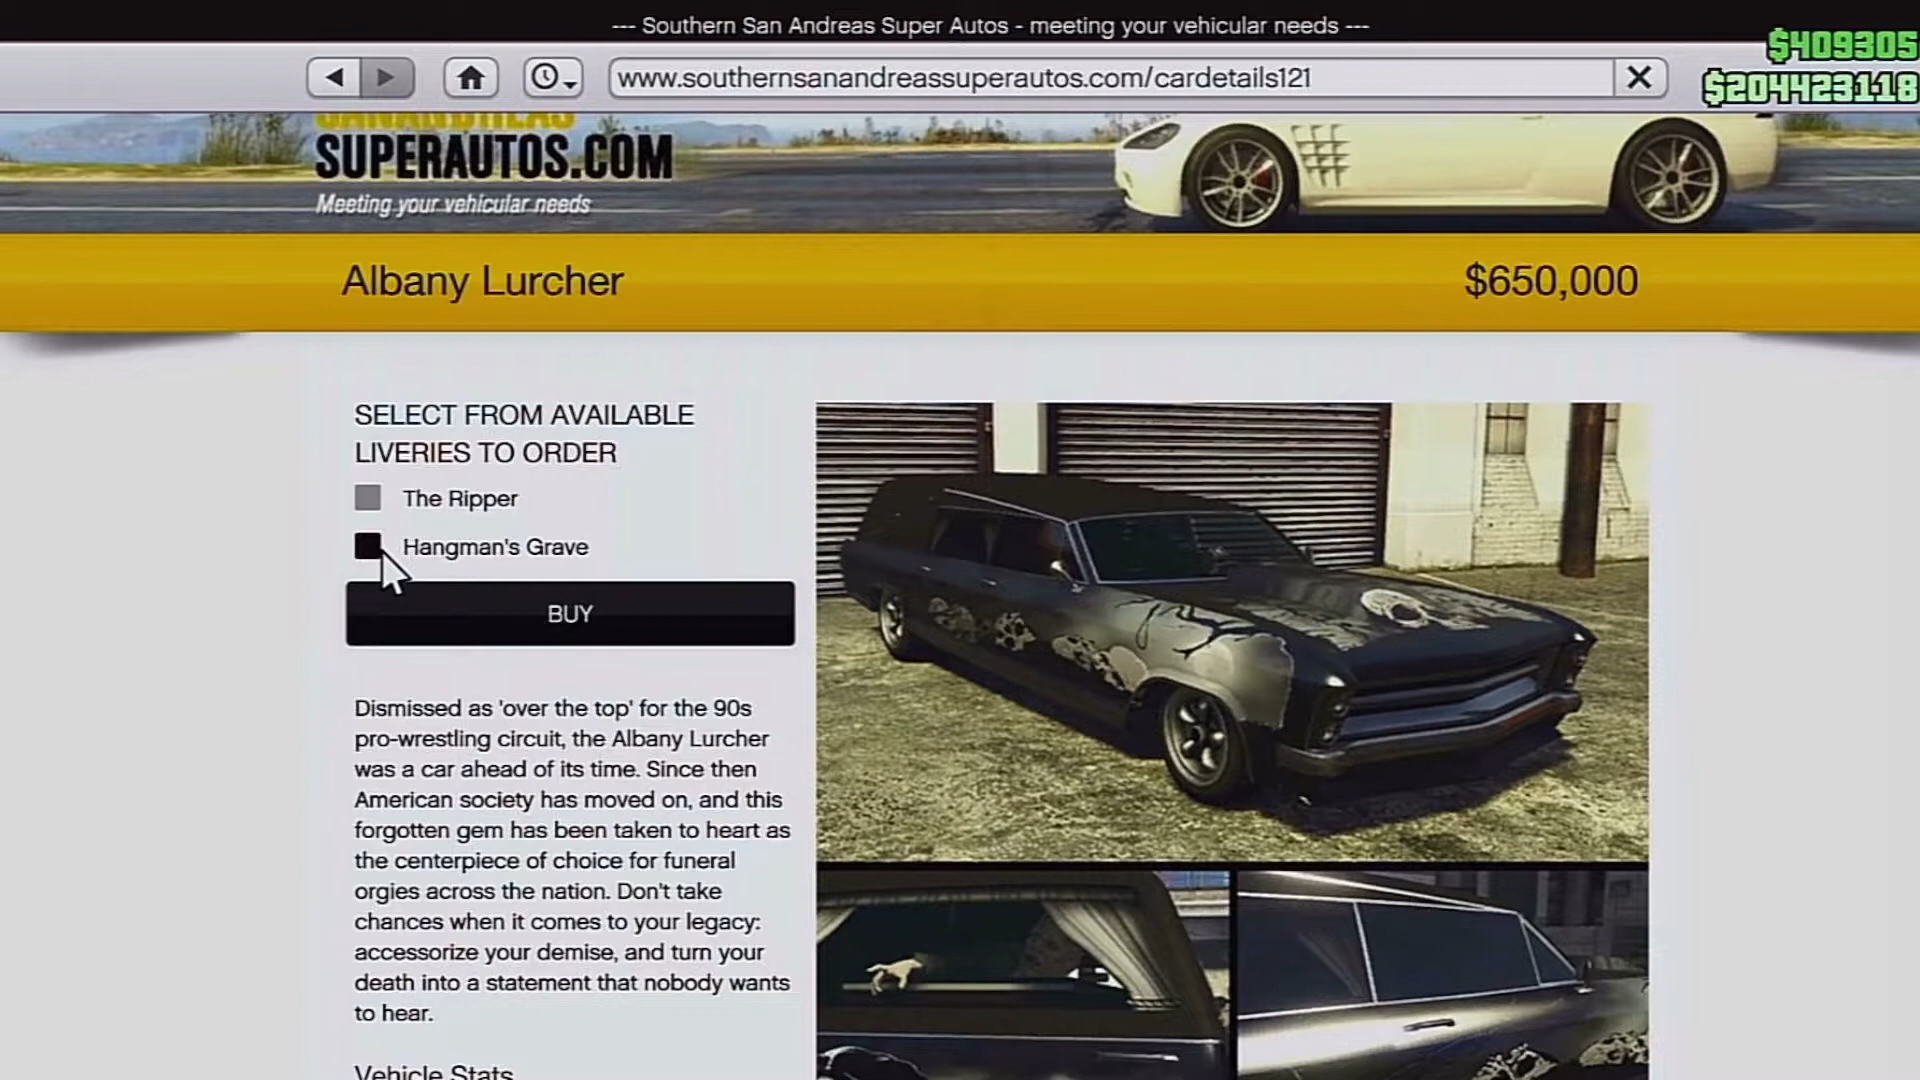 --- Southern San Andreas Super Autos - meeting your vehicular needs ---
$409305
www.southernsanandreassuperautos.com/cardetails121
$204423118
SANANDREAS
SUPERAUTOS.COM
Meeting your vehicular needs
Albany Lurcher
$650,000
SELECT FROM AVAILABLE
LIVERIES TO ORDER
The Ripper
Hangman's Grave
BUY
Dismissed as 'over the top' for the 90s
pro-wrestling circuit, the Albany Lurcher
was a car ahead of its time. Since then
American society has moved on, and this
forgotten gem has been taken to heart as
the centerpiece of choice for funeral
orgies across the nation. Don't take
chances when it comes to your legacy:
accessorize your demise, and turn your
death into a statement that nobody wants
to hear.
Vehicle Stats